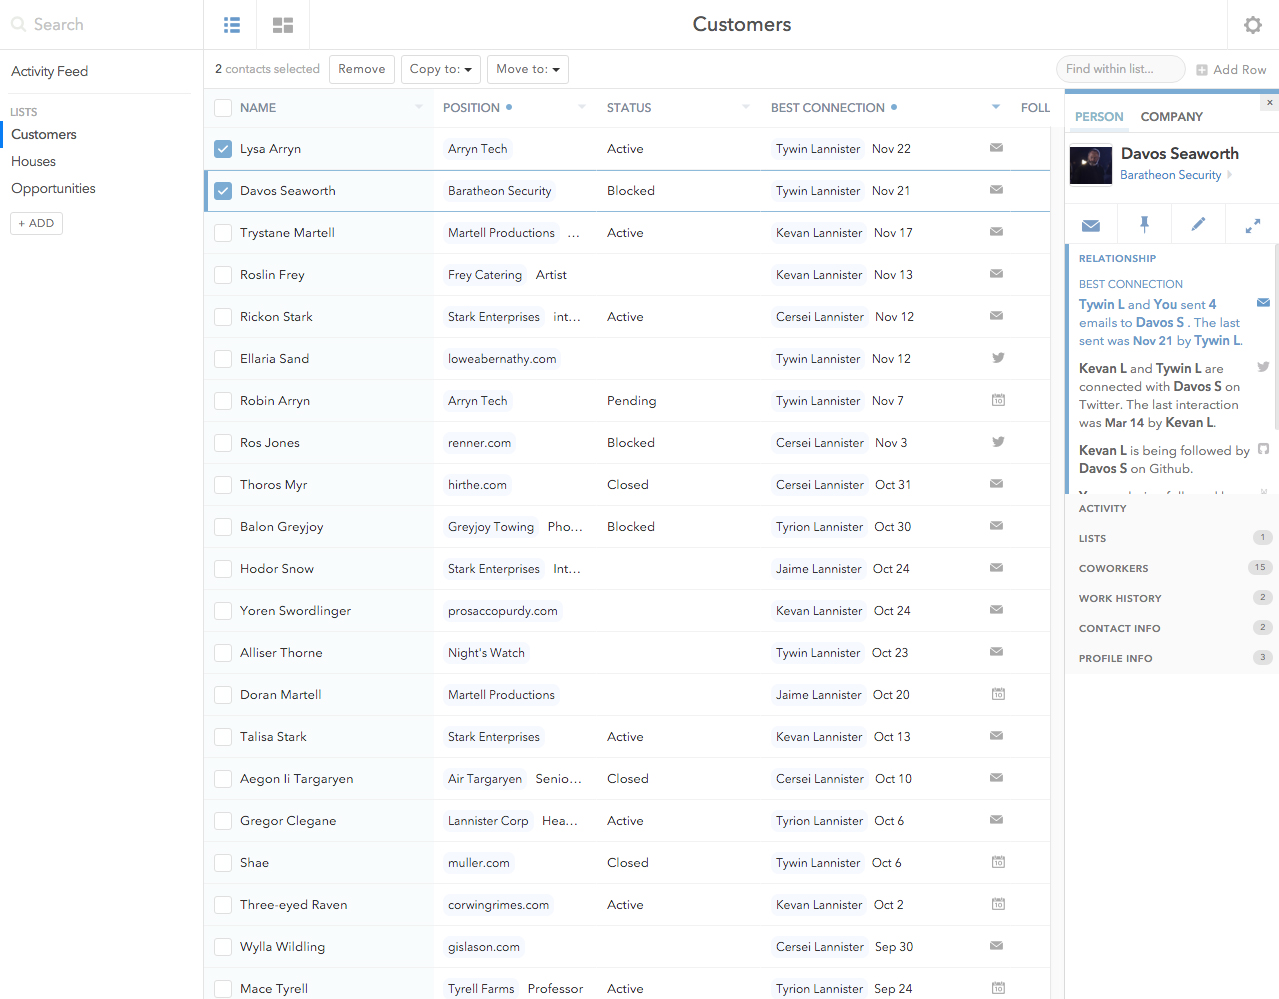 Search
Customers
Activity Feed
LISTS
Customers
Houses
Opportunities
+ ADD
2 contacts selected Remove Copy to: Move to: Find within list... Add Row
NAME POSITION STATUS BEST CONNECTION FOLL
Lysa Arryn Arryn Tech Active Tywin Lannister Nov 22
Davos Seaworth Baratheon Security Blocked Tywin Lannister Nov 21
Trystane Martell Martell Productions ... Active Kevan Lannister Nov 17
Roslin Frey Frey Catering Artist Kevan Lannister Nov 13
Rickon Stark Stark Enterprises int... Active Cersei Lannister Nov 12
Ellaria Sand loweabernathy.com Tywin Lannister Nov 12
Robin Arryn Arryn Tech Pending Tywin Lannister Nov 7 10
Ros Jones renner.com Blocked Cersei Lannister Nov 3
Thoros Myr hirthe.com Closed Cersei Lannister Oct 31
Balon Greyjoy Greyjoy Towing Pho... Blocked Tyrion Lannister Oct 30
Hodor Snow Stark Enterprises Int... Jaime Lannister Oct 24
Yoren Swordlinger prosaccopurdy.com Kevan Lannister Oct 24
Alliser Thorne Night's Watch Tywin Lannister Oct 23
Doran Martell Martell Productions Jaime Lannister Oct 20 10
Talisa Stark Stark Enterprises Active Kevan Lannister Oct 13
Aegon Ii Targaryen Air Targaryen Senio... Closed Cersei Lannister Oct 10
Gregor Clegane Lannister Corp Hea... Active Tyrion Lannister Oct 6
Shae muller.com Closed Tywin Lannister Oct 6 10
Three-eyed Raven corwingrimes.com Active Kevan Lannister Oct 2 10
Wylla Wildling gislason.com Cersei Lannister Sep 30
Mace Tyrell Tyrell Farms Professor Active Tyrion Lannister Sep 24 10
×
PERSON COMPANY
Davos Seaworth
Baratheon Security
RELATIONSHIP
BEST CONNECTION
Tywin L and You sent 4
emails to Davos S . The last
sent was Nov 21 by Tywin L.
Kevan L and Tywin L are
connected with Davos S on
Twitter. The last interaction
was Mar 14 by Kevan L.
Kevan L is being followed by
Davos S on Github.
ACTIVITY
LISTS 1
COWORKERS 15
WORK HISTORY 2
CONTACT INFO 2
PROFILE INFO 3